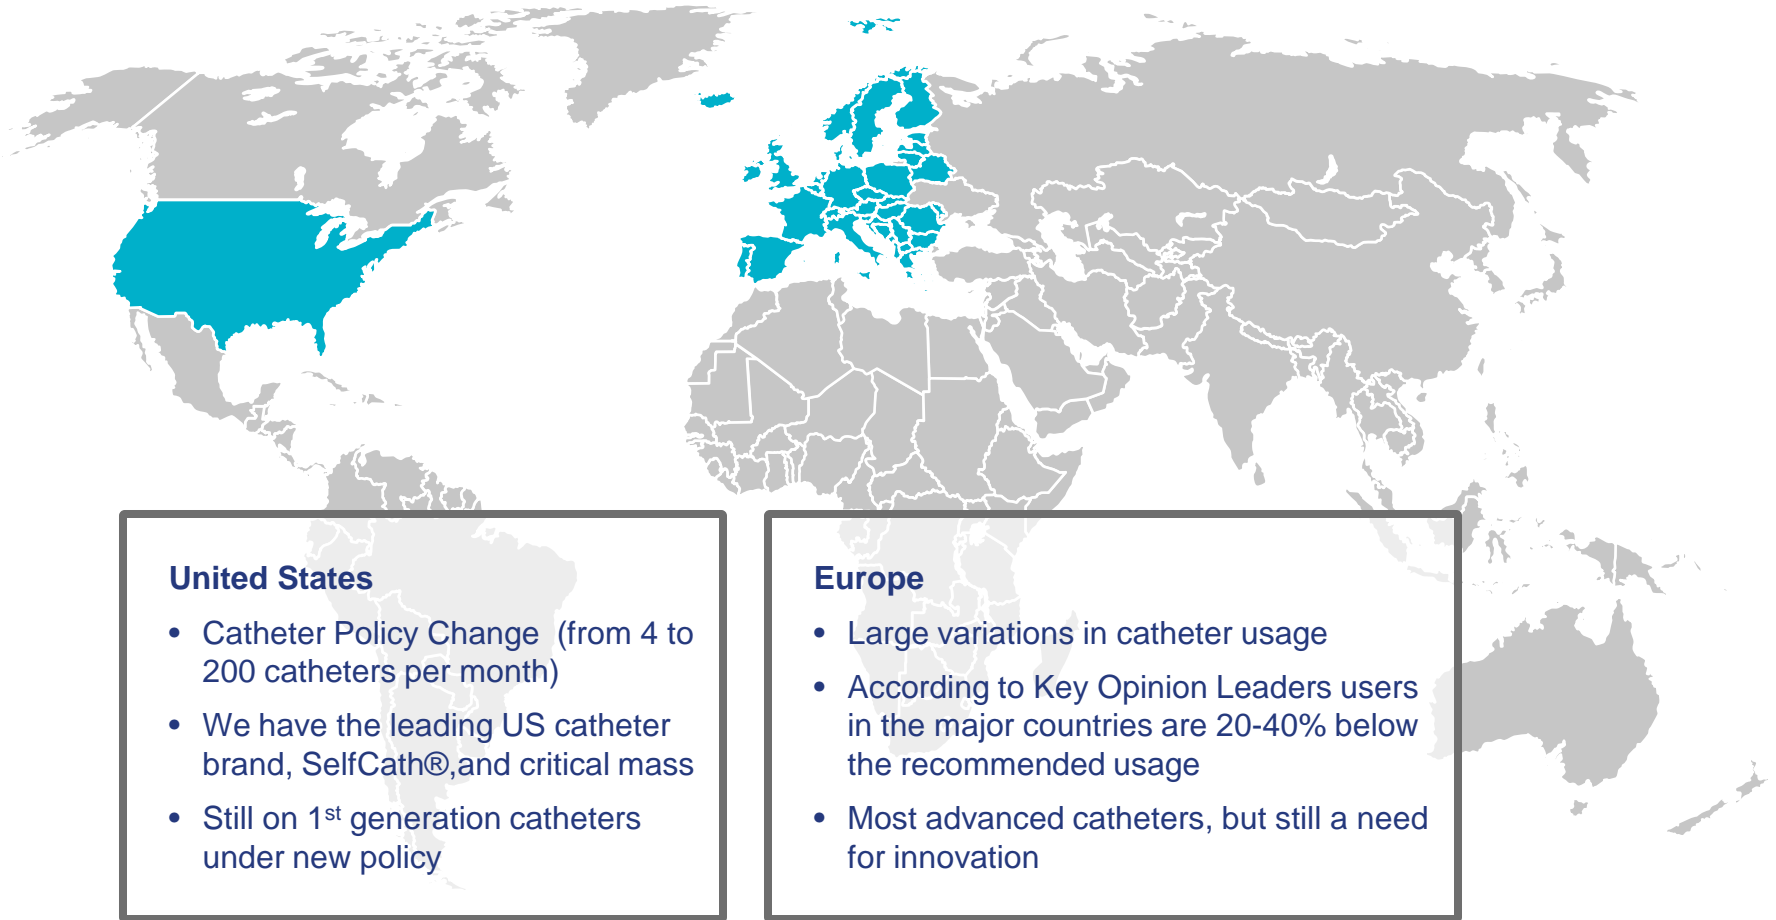 United States
• Catheter Policy Change  (from 4 to
200 catheters per month)
• We have the leading US catheter
brand, SelfCath®,and critical mass
• Still on 1st generation catheters
under new policy
Europe
• Large variations in catheter usage
• According to Key Opinion Leaders users
in the major countries are 20-40% below
the recommended usage
• Most advanced catheters, but still a need
for innovation